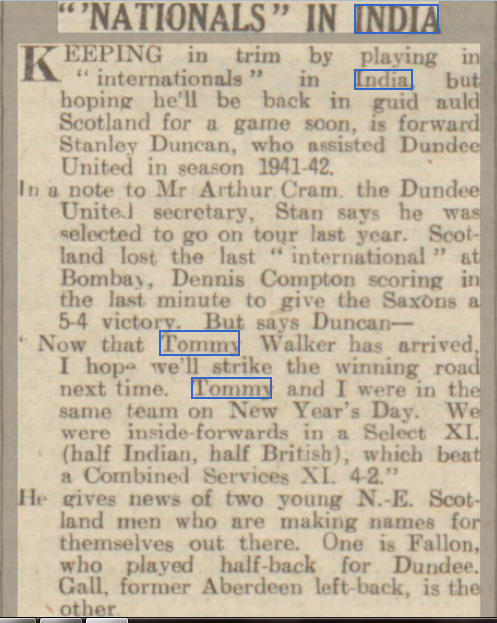 "'NATIONALS" IN INDIA
KEEPING in trim by playing in
"internationals" in India, but
hoping he'll be back in guid auld
Scotland for a game soon, is forward
Stanley Duncan, who assisted Dundee
United in season 1941-42.
In a note to Mr Arthur Cram. the Dundee
United secretary, Stan says he was
selected to go on tour last year. Scot-
land lost the last "international" at
Bombay, Dennis Compton scoring in
the last minute to give the Saxons a
5-4 victory. But says Duncan—
"Now that Tommy Walker has arrived,
I hope we'll strike the winning road
next time. Tommy and I were in the
same team on New Year's Day. We
were inside-forwards in a Select XI.
(half Indian, half British), which beat
a Combined Services XI. 4-2."
He gives news of two young N.-E. Scot-
land men who are making names for
themselves out there. One is Fallon,
who played half-back for Dundee.
Gall, former Aberdeen left-back, is the
other.